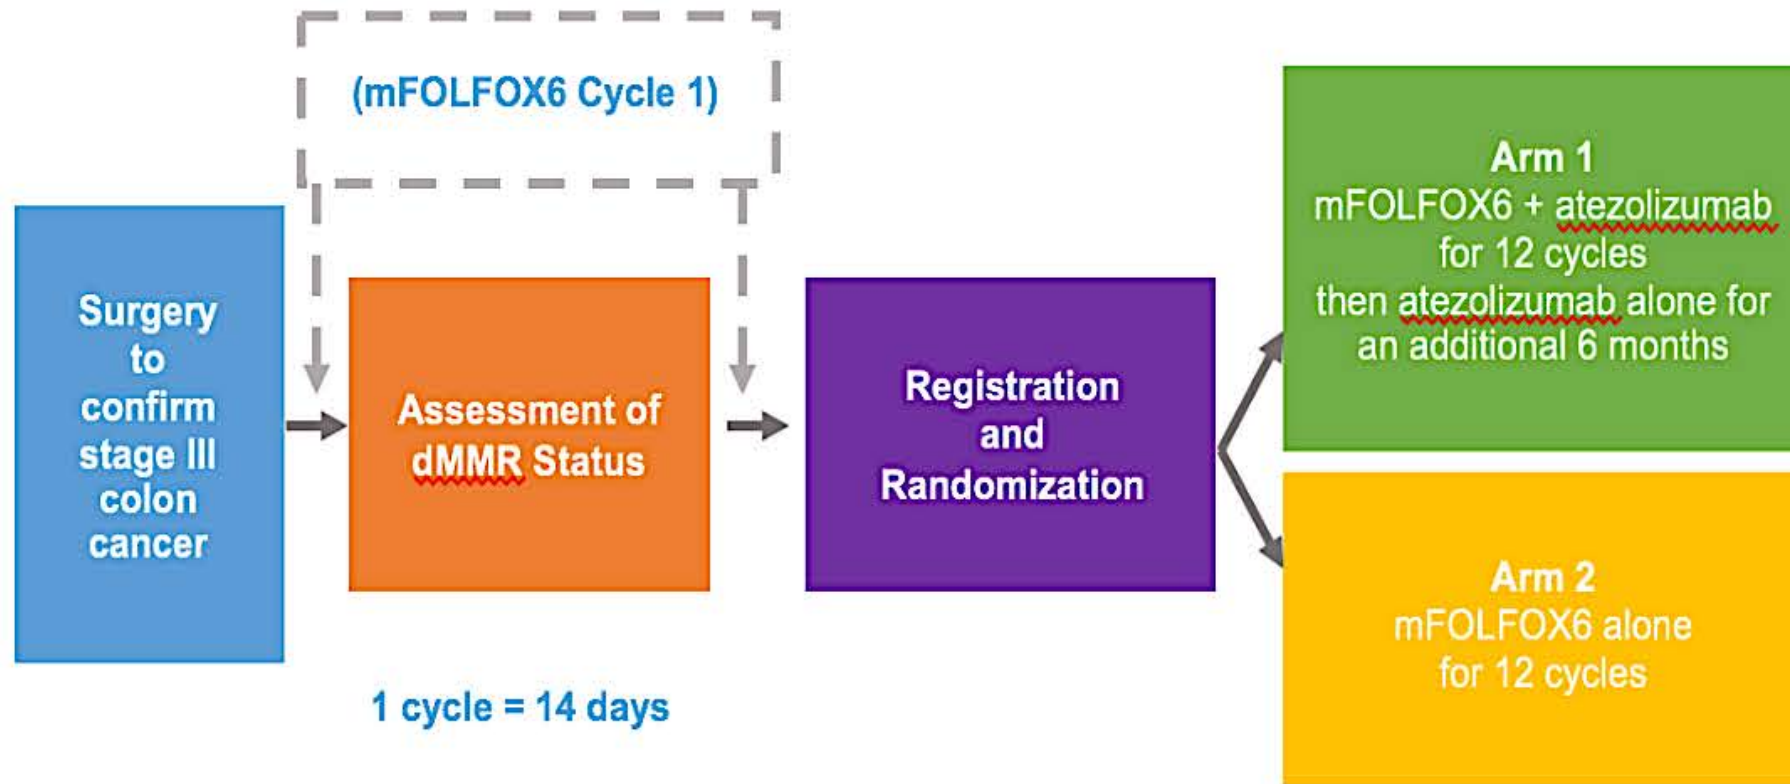 (mFOLFOX6 Cycle 1)
Surgery
to
confirm
stage III
colon
cancer
Assessment of
dMMR Status
1 cycle = 14 days
Registration
and
Randomization
Arm 1
mFOLFOX6 + atezolizumab
for 12 cycles
then atezolizumab alone for
an additional 6 months
Arm 2
mFOLFOX6 alone
for 12 cycles